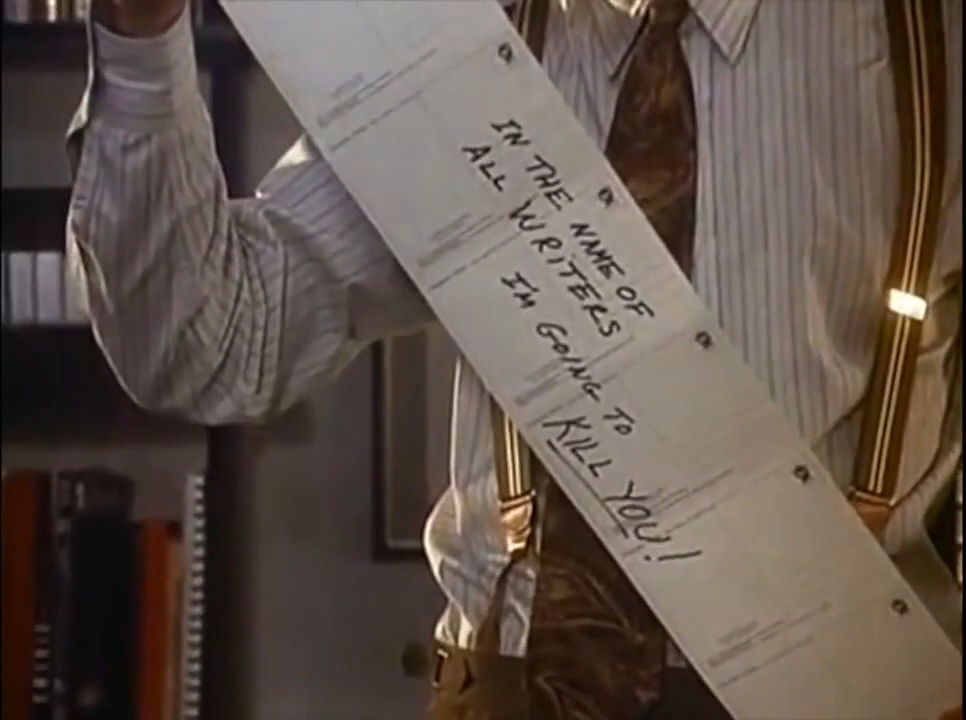 IN THE NAME OF
ALL WRITERS
I'M GOING TO
KILL YOU!